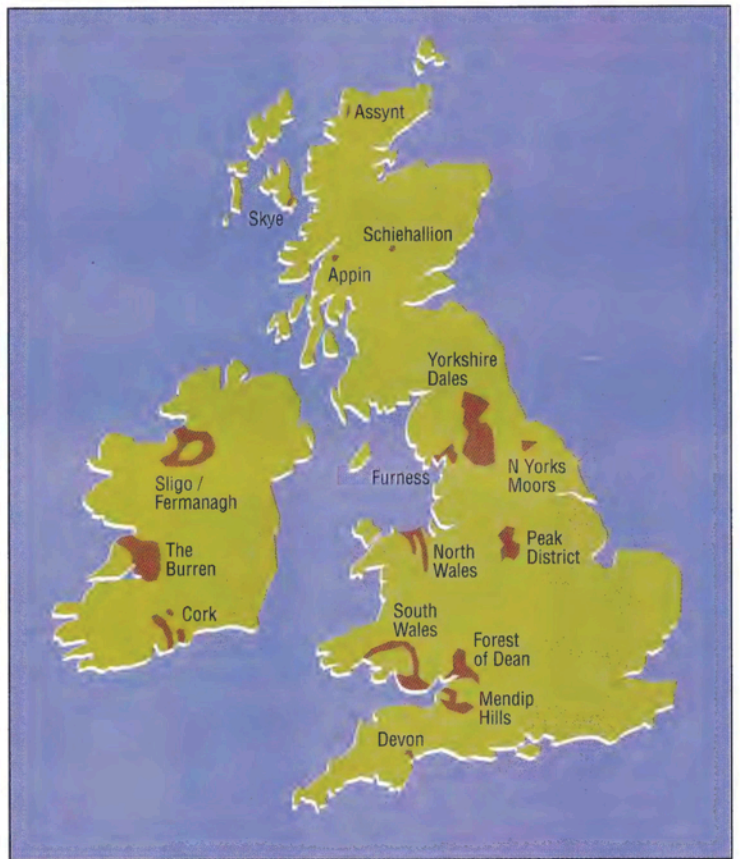 Assynt
Skye
Schiehallion
Appin
Yorkshire
Dales
Sligo /
Fermanagh
Furness
N Yorks
Moors
The
Burren
North
Wales
Peak
District
Cork
South
Wales
Forest
of Dean
Mendip
Hills
Devon